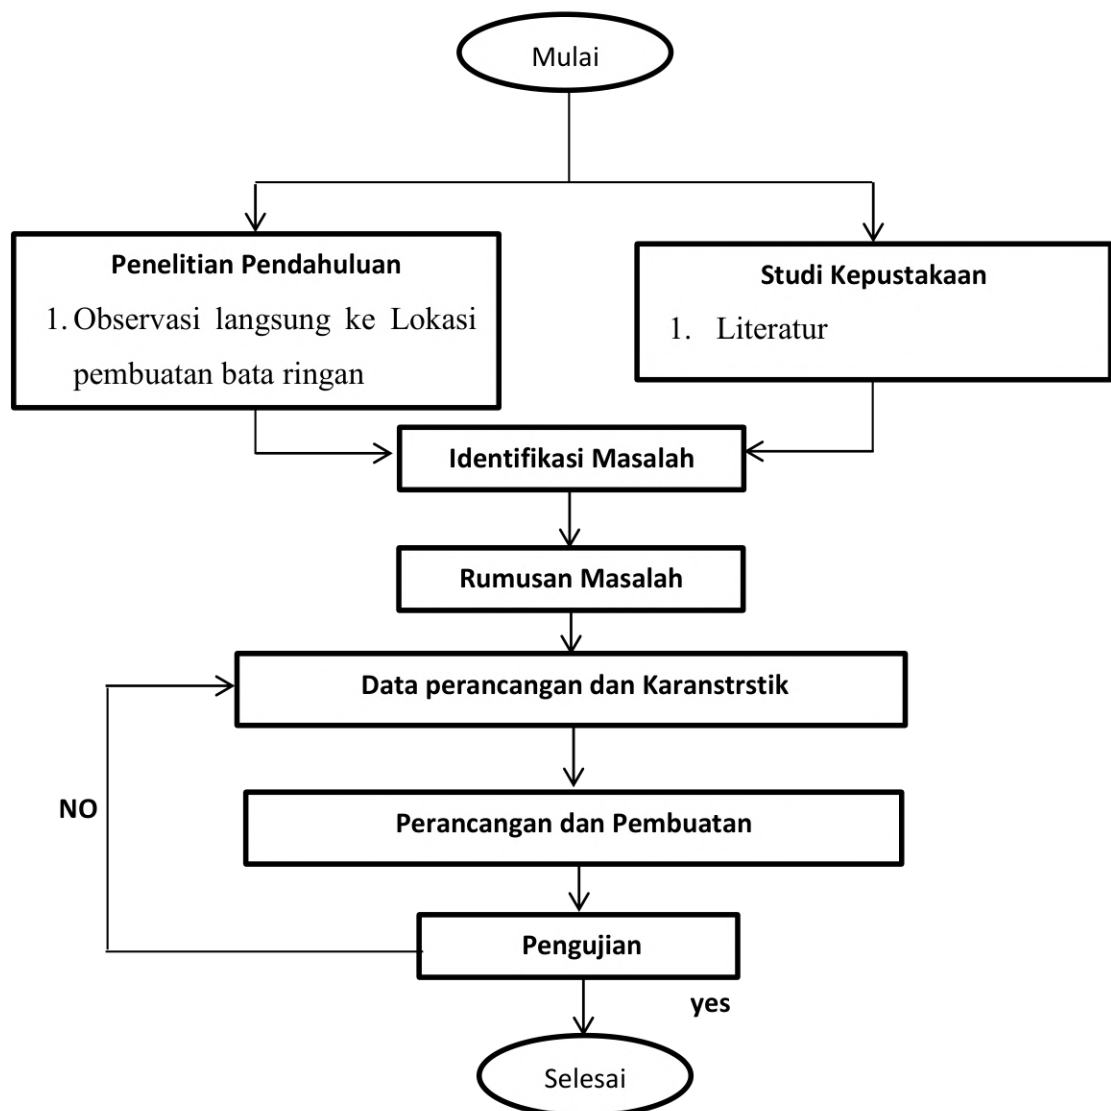 Mulai
Penelitian Pendahuluan
1. Observasi langsung ke Lokasi
pembuatan bata ringan
Studi Kepustakaan
1. Literatur
Identifikasi Masalah
Rumusan Masalah
Data perancangan dan Karanstrstik
NO
Perancangan dan Pembuatan
Pengujian
yes
Selesai